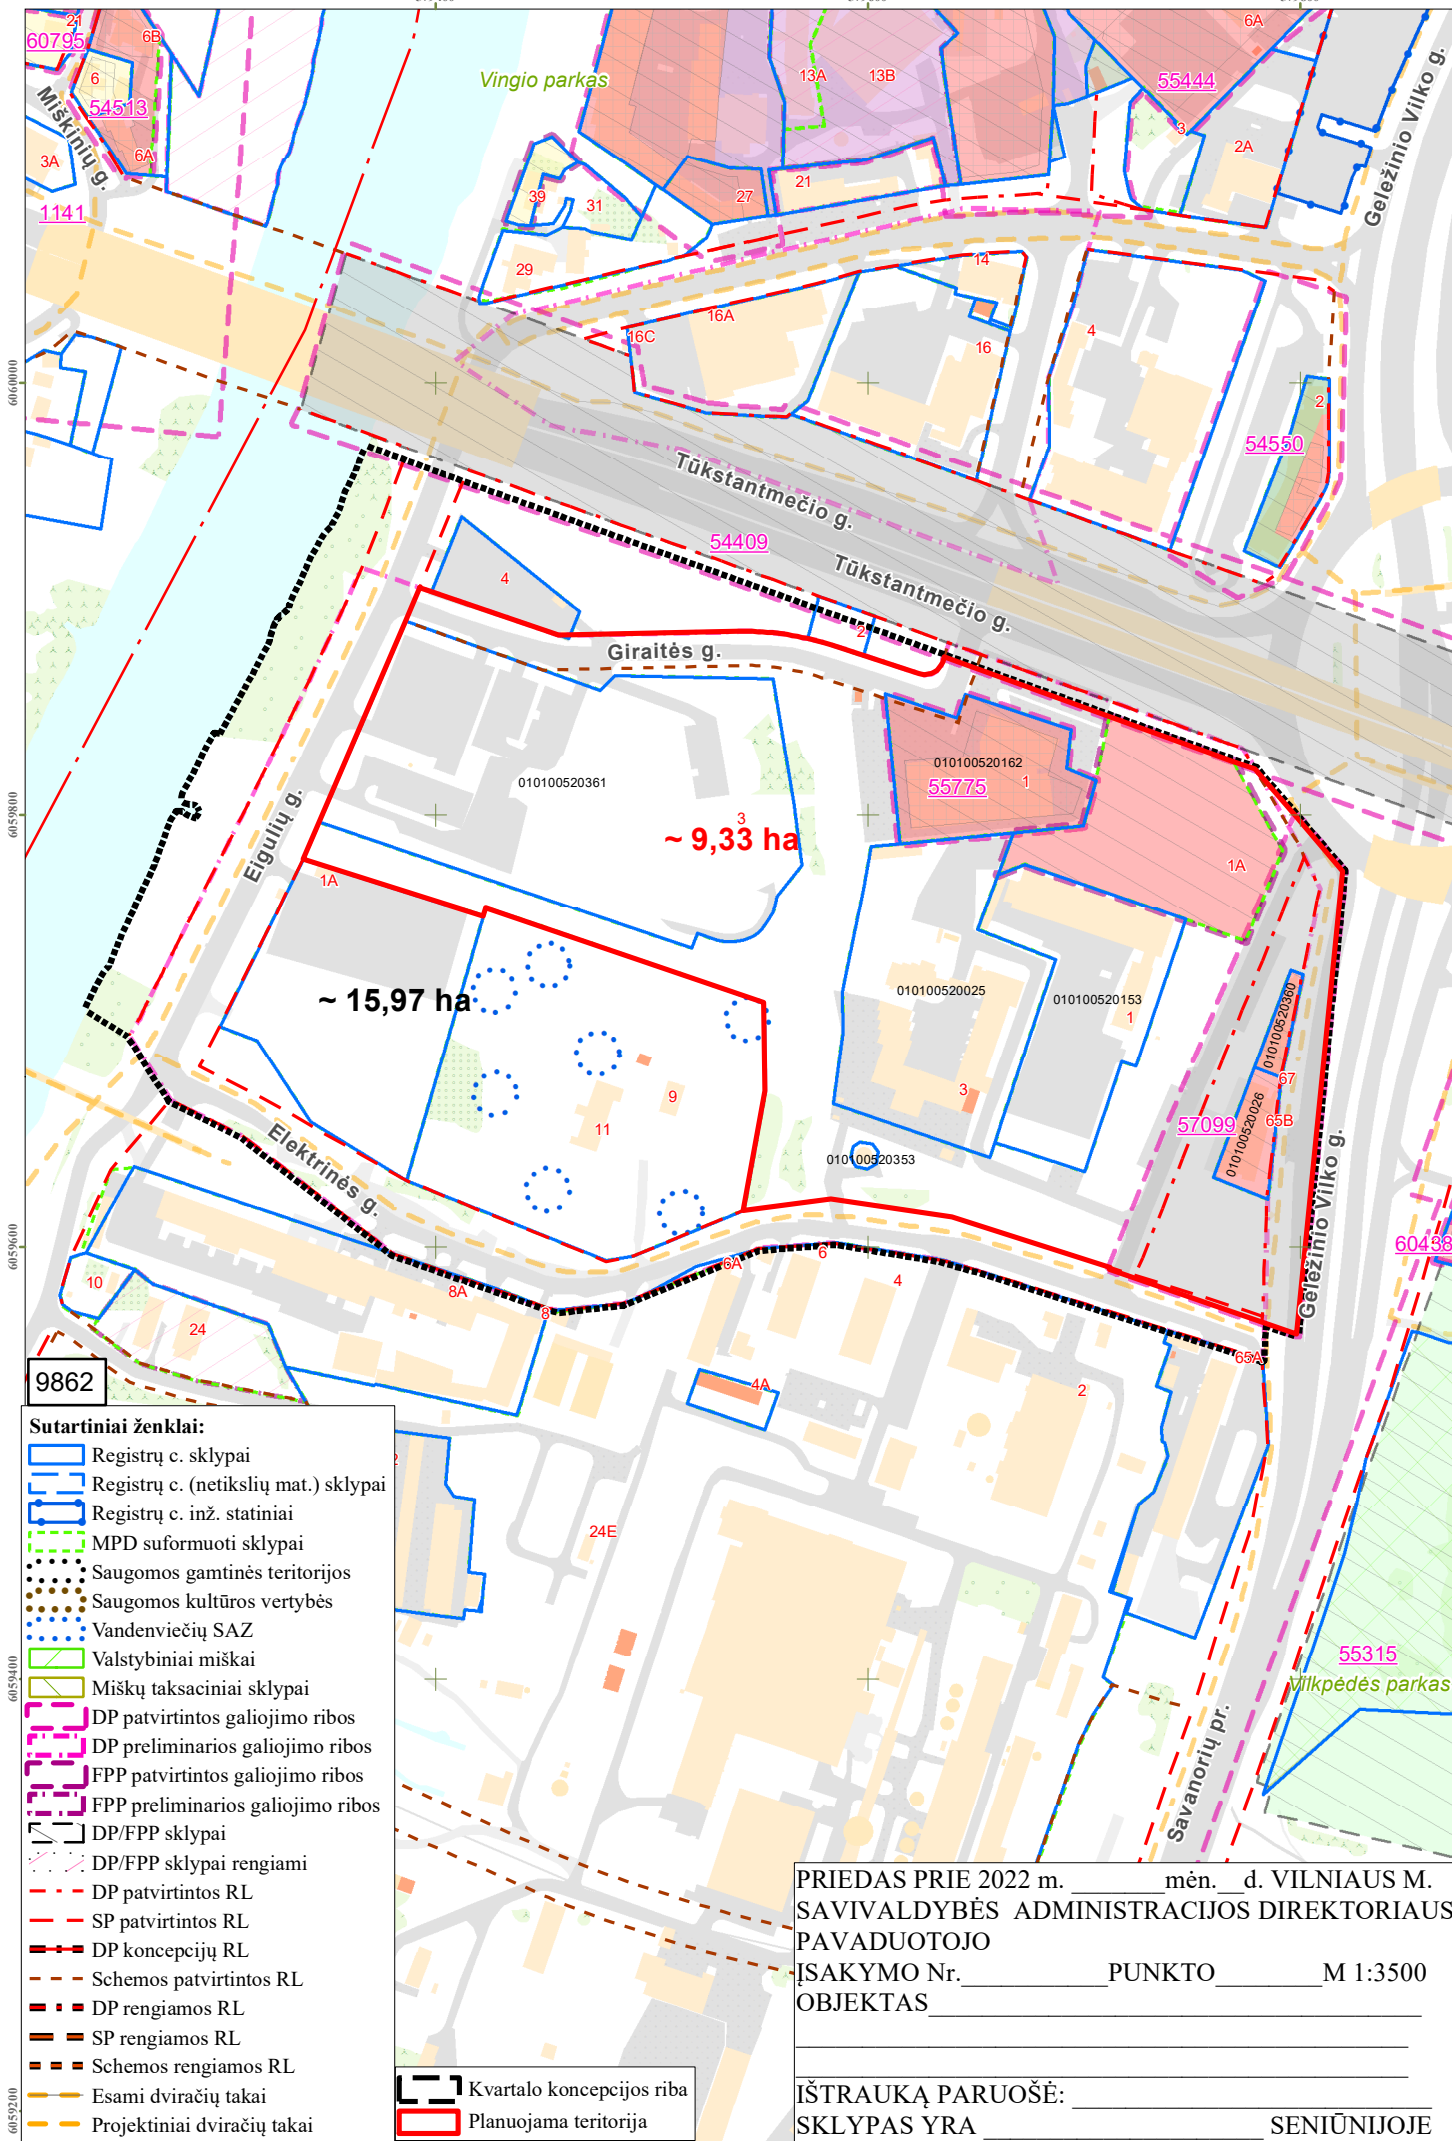 60795
21
6B
6
54513
Miškinių g.
3A
6A
1141
Vingio parkas
13A
13B
6A
55444
3
2A
Geležinio Vilko g.
39
31
27
21
29
14
16A
16C
16
4
2
54550
6060000
Tūkstantmečio g.
54409
Tūkstantmečio g.
4
2
Giraitės g.
010100520162
55775
1
010100520361
3
~ 9,33 ha
6059800
Eigulių g.
1A
1A
~ 15,97 ha
010100520025
010100520153
1
010100520360
67
9
3
11
57099
65B
010100520026
010100520353
Elektrinės g.
Geležinio Vilko g.
6059600
60438
6A
6
4
10
8A
8
24
65A
4A
2
9862
2
24E
55315
Vilkpėdės parkas
6059400
Savanorių pr.
6059200
Sutartiniai ženklai:
Registrų c. sklypai
Registrų c. (netikslių mat.) sklypai
Registrų c. inž. statiniai
MPD suformuoti sklypai
Saugomos gamtinės teritorijos
Saugomos kultūros vertybės
Vandenviečių SAZ
Valstybiniai miškai
Miškų taksaciniai sklypai
DP patvirtintos galiojimo ribos
DP preliminarios galiojimo ribos
FPP patvirtintos galiojimo ribos
FPP preliminarios galiojimo ribos
DP/FPP sklypai
DP/FPP sklypai rengiami
DP patvirtintos RL
SP patvirtintos RL
DP koncepcijų RL
Schemos patvirtintos RL
DP rengiamos RL
SP rengiamos RL
Schemos rengiamos RL
Esami dviračių takai
Projektiniai dviračių takai
Kvartalo koncepcijos riba
Planuojama teritorija
PRIEDAS PRIE 2022 m. _______mėn.__d. VILNIAUS M.
SAVIVALDYBĖS ADMINISTRACIJOS DIREKTORIAUS
PAVADUOTOJO
ĮSAKYMO Nr.___________PUNKTO________M 1:3500
OBJEKTAS_____________________________________
IŠTRAUKĄ PARUOŠĖ: ___________________________
SKLYPAS YRA _____________________ SENIŪNIJOJE